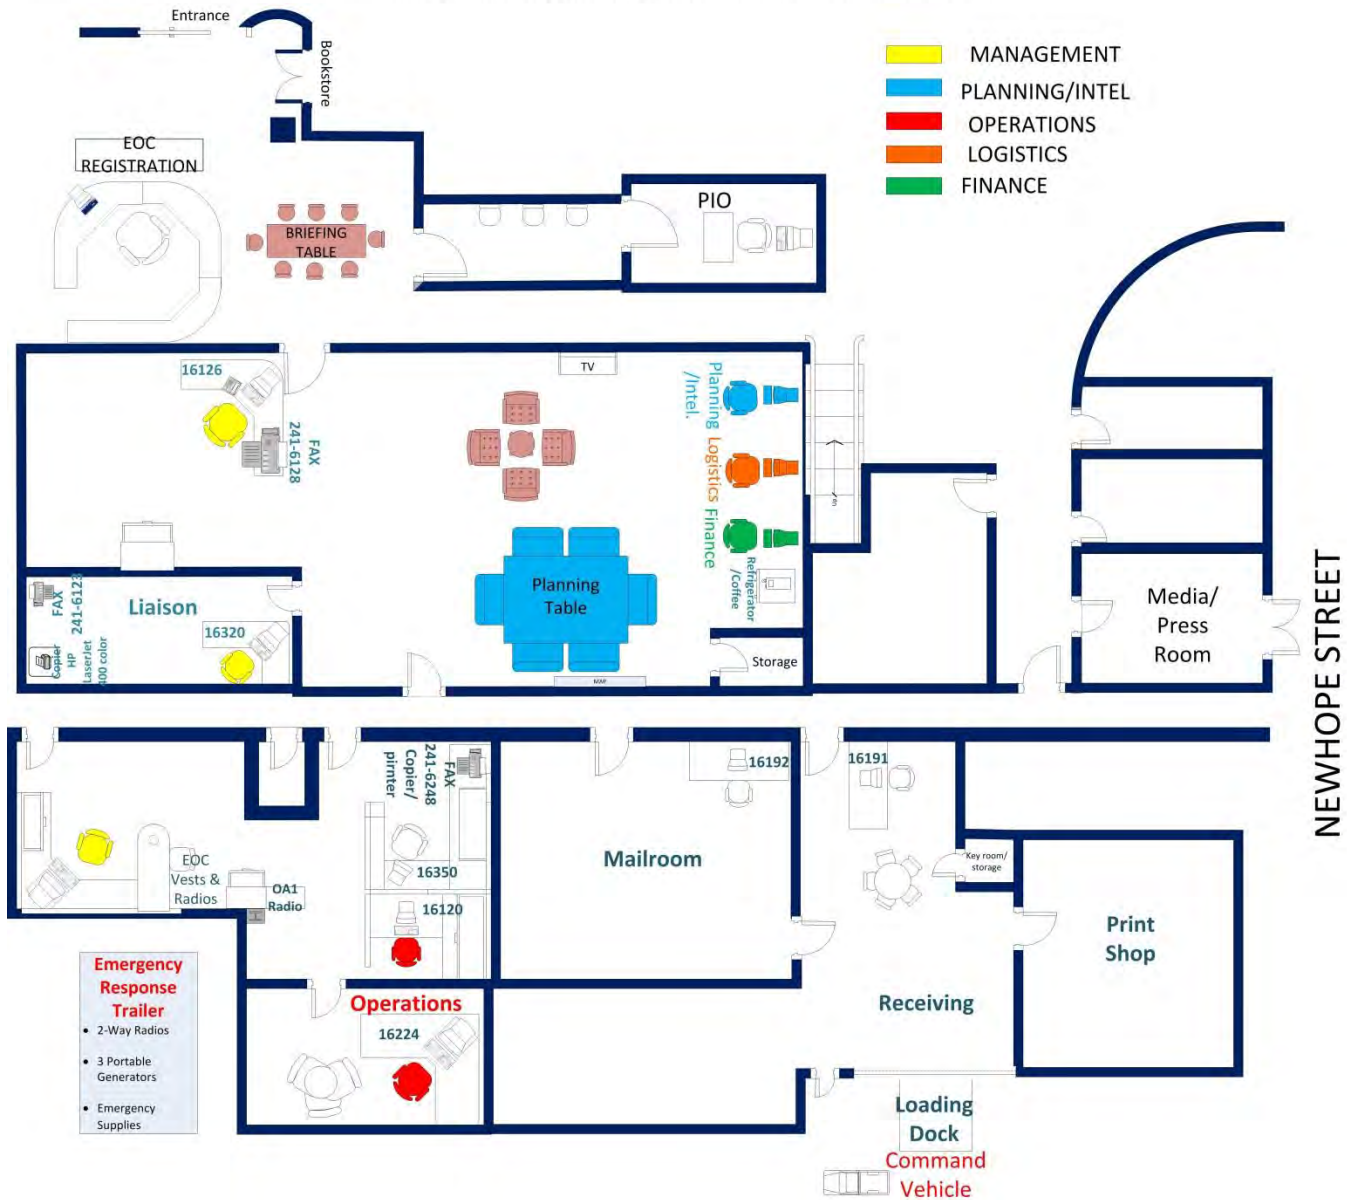 Entrance
Bookstore
MANAGEMENT
PLANNING/INTEL
OPERATIONS
LOGISTICS
FINANCE
EOC
REGISTRATION
BRIEFING
TABLE
PIO
16126
FAX
241-6128
TV
Planning
/Intel.
Logistics
Finance
Refrigerator
/Coffee
Planning
Table
MAP
Storage
FAX
241-6123
Liaison
16320
Copier
HP
LaserJet
400 color
Media/
Press
Room
NEWHOPE STREET
FAX
241-6248
Copier/
pirnter
16350
16120
EOC
Vests &
Radios
OA1
Radio
16192
Mailroom
16191
Key room/
storage
Print
Shop
Receiving
Emergency
Response
Trailer
• 2-Way Radios
• 3 Portable
Generators
• Emergency
Supplies
Operations
16224
Loading
Dock
Command
Vehicle